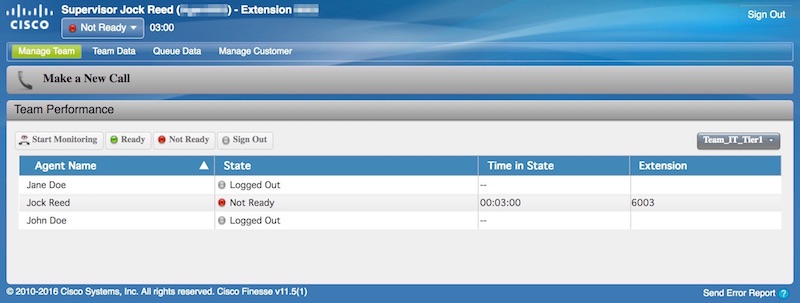 Supervisor Jock Reed ( ) - Extension
CISCO
Not Ready 03:00
Sign Out
Manage Team Team Data Queue Data Manage Customer
Make a New Call
Team Performance
Start Monitoring Ready Not Ready Sign Out Team_IT_Tier1
Agent Name State Time in State Extension
Jane Doe Logged Out --
Jock Reed Not Ready 00:03:00 6003
John Doe Logged Out --
© 2010-2016 Cisco Systems, Inc. All rights reserved. Cisco Finesse v11.5(1)
Send Error Report ?